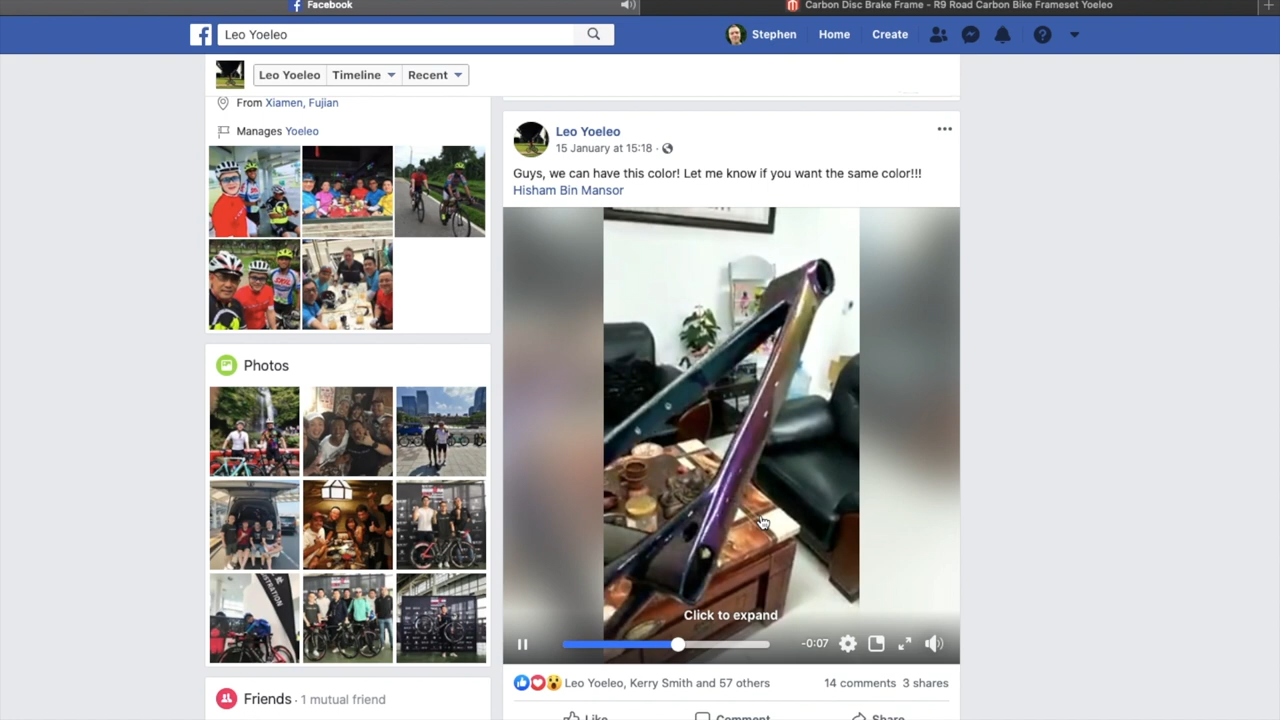 Facebook
Carbon Disc Brake Frame - R9 Road Carbon Bike Frameset Yoeleo
Leo Yoeleo
Stephen
Home
Create
Leo Yoeleo
Timeline
Recent
From Xiamen, Fujian
Manages Yoeleo
Photos
Friends · 1 mutual friend
Leo Yoeleo
15 January at 15:18 ·
Guys, we can have this color! Let me know if you want the same color!!!
Hisham Bin Mansor
Click to expand
-0:07
Leo Yoeleo, Kerry Smith and 57 others
14 comments 3 shares
Like
Comment
Share